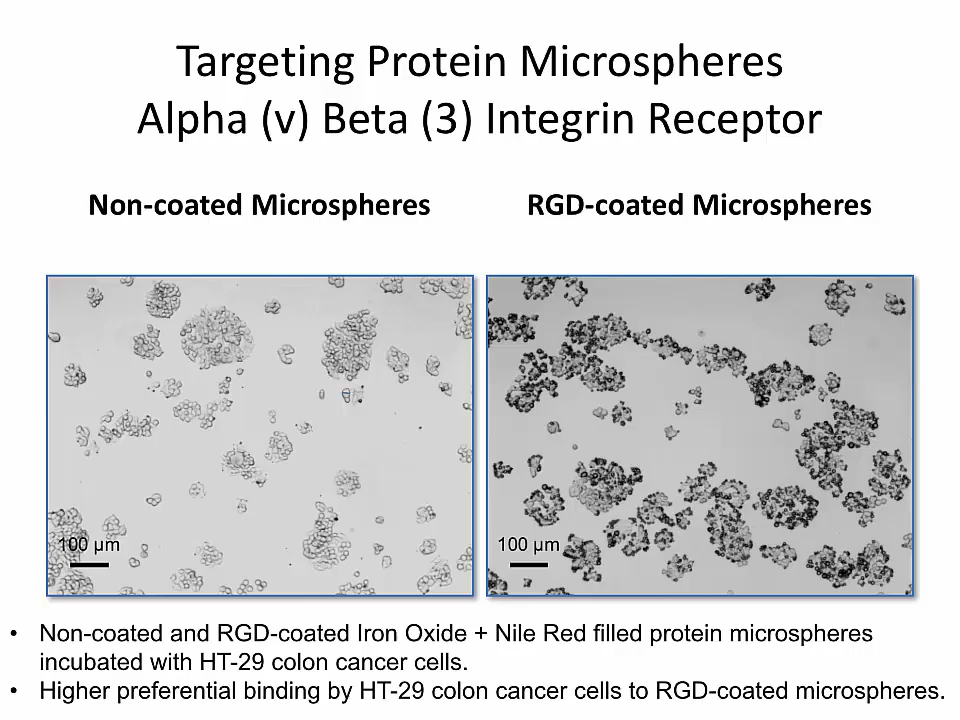 Targeting Protein Microspheres
Alpha (v) Beta (3) Integrin Receptor
Non-coated Microspheres
RGD-coated Microspheres
100 µm
100 µm
• Non-coated and RGD-coated Iron Oxide + Nile Red filled protein microspheres
incubated with HT-29 colon cancer cells.
• Higher preferential binding by HT-29 colon cancer cells to RGD-coated microspheres.